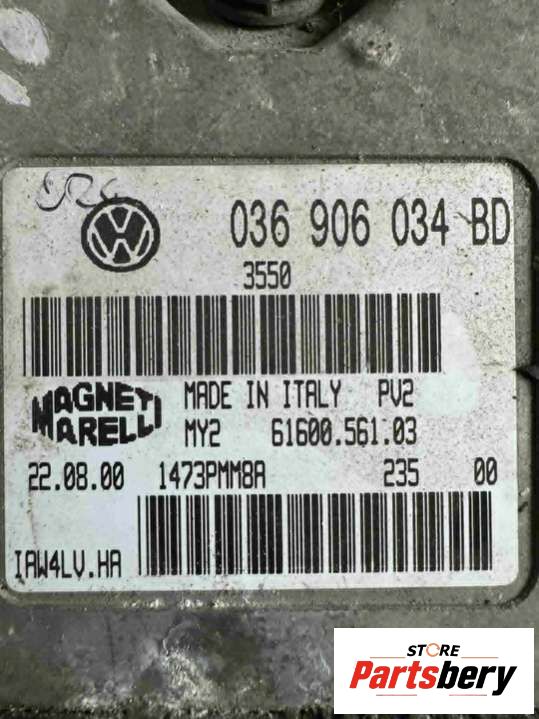 036 906 034 BD
3550
MAGNETI MARELLI
MADE IN ITALY PV2
MY2 61600.561.03
22.08.00 1473PMM8A 235 00
IAW4LV.HA
STORE
Partsbery